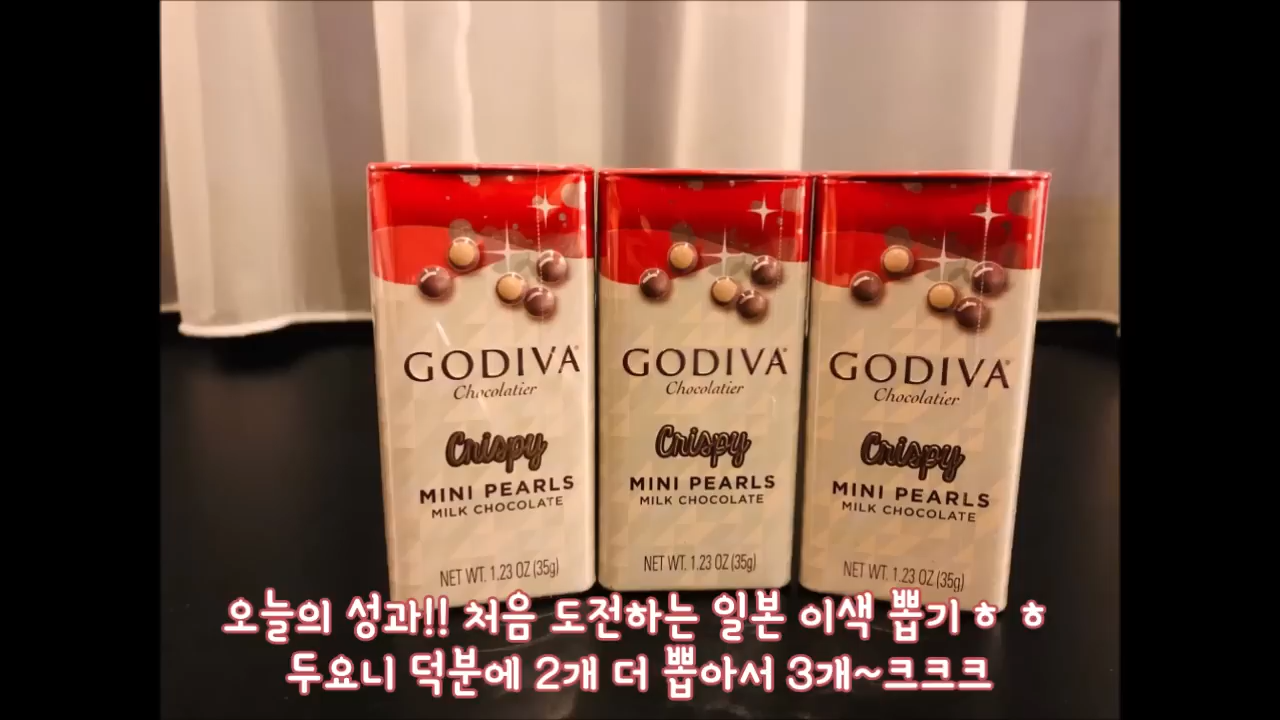 GODIVA
Chocolatier
Crispy
MINI PEARLS
MILK CHOCOLATE
NET WT. 1.23 OZ (35g)
GODIVA
Chocolatier
Crispy
MINI PEARLS
MILK CHOCOLATE
NET WT. 1.23 OZ (35g)
GODIVA
Chocolatier
Crispy
MINI PEARLS
MILK CHOCOLATE
NET WT. 1.23 OZ (35g)
오늘의 성과!! 처음 도전하는 일본 이색 뽑기 ㅎ ㅎ
두요니 덕분에 2개 더 뽑아서 3개~크크크